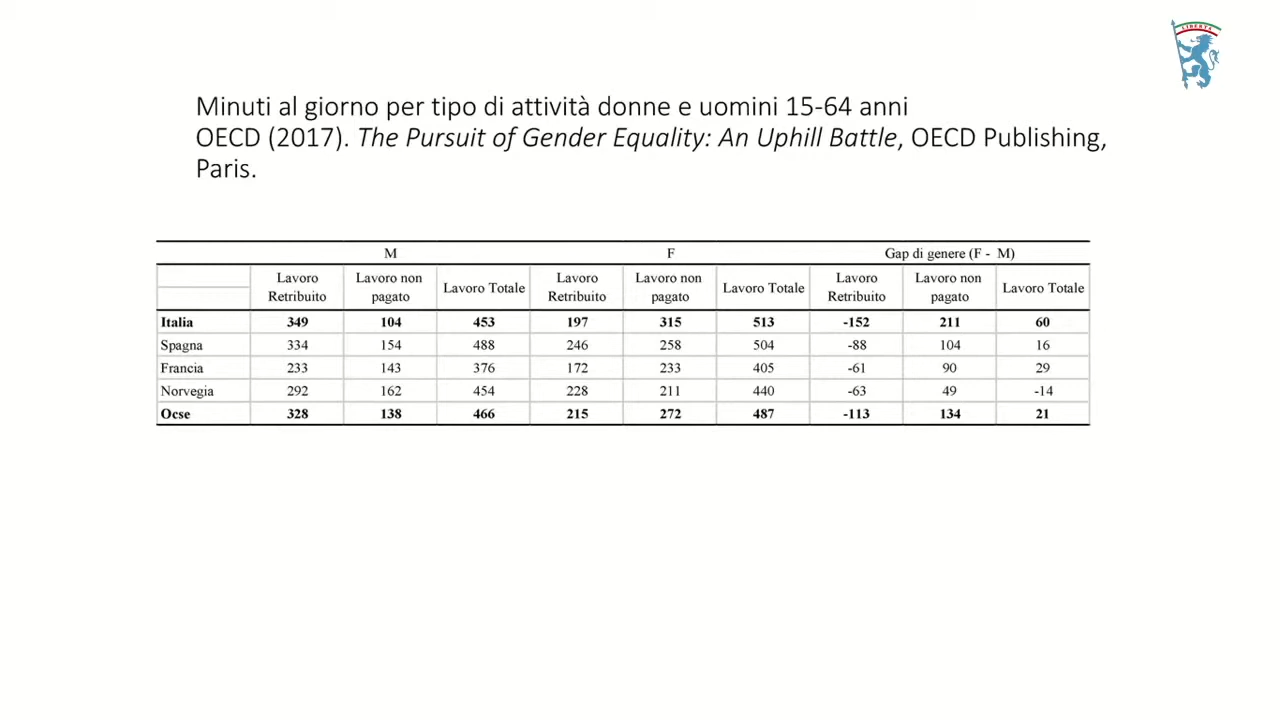 LIBERTÀ
Minuti al giorno per tipo di attività donne e uomini 15-64 anni
OECD (2017). The Pursuit of Gender Equality: An Uphill Battle, OECD Publishing,
Paris.
M F Gap di genere (F - M)
Lavoro Retribuito Lavoro non pagato Lavoro Totale Lavoro Retribuito Lavoro non pagato Lavoro Totale Lavoro Retribuito Lavoro non pagato Lavoro Totale
Italia 349 104 453 197 315 513 -152 211 60
Spagna 334 154 488 246 258 504 -88 104 16
Francia 233 143 376 172 233 405 -61 90 29
Norvegia 292 162 454 228 211 440 -63 49 -14
Ocse 328 138 466 215 272 487 -113 134 21